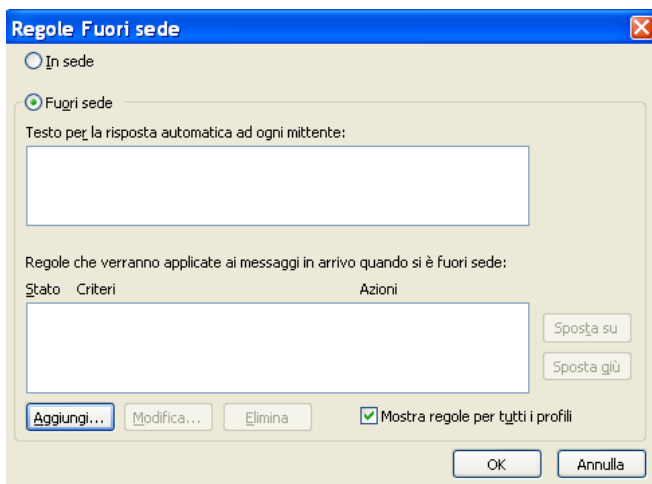 Regole Fuori sede
In sede
Fuori sede
Testo per la risposta automatica ad ogni mittente:
Regole che verranno applicate ai messaggi in arrivo quando si è fuori sede:
Stato Criteri Azioni
Sposta su
Sposta giù
Aggiungi... Modifica... Elimina Mostra regole per tutti i profili
OK Annulla